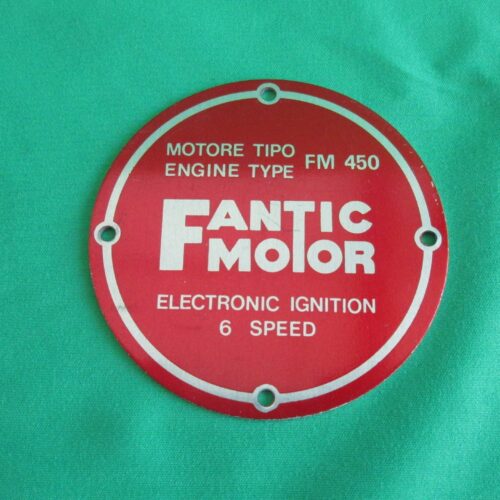 MOTORE TIPO
ENGINE TYPE FM 450
FANTIC
MOTOR
ELECTRONIC IGNITION
6 SPEED